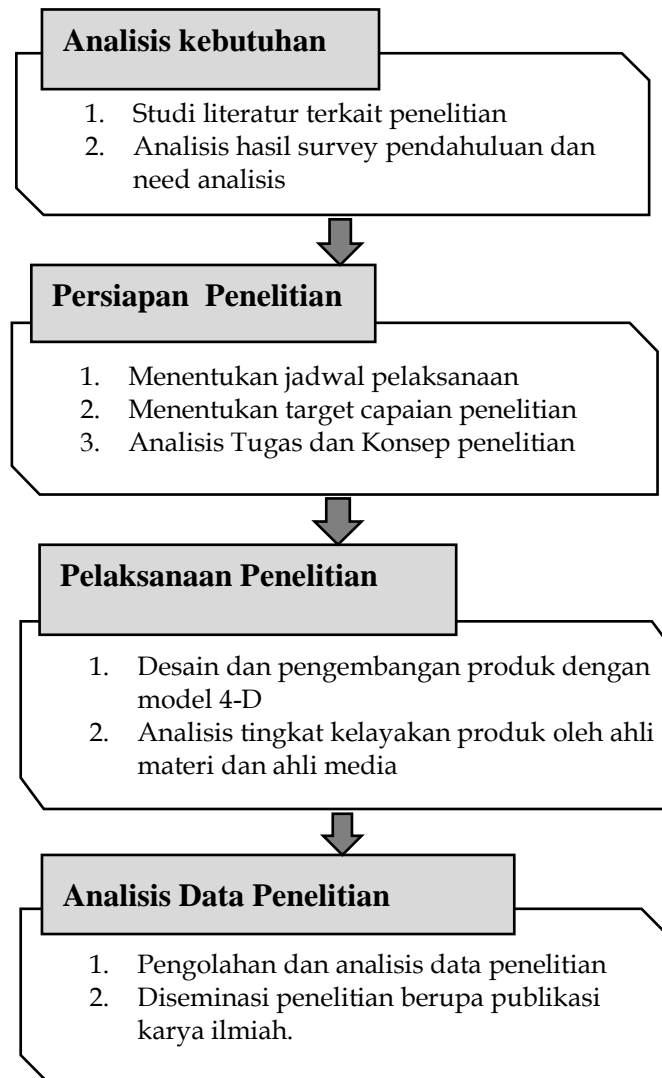 Analisis kebutuhan
1. Studi literatur terkait penelitian
2. Analisis hasil survey pendahuluan dan
need analisis
Persiapan Penelitian
1. Menentukan jadwal pelaksanaan
2. Menentukan target capaian penelitian
3. Analisis Tugas dan Konsep penelitian
Pelaksanaan Penelitian
1. Desain dan pengembangan produk dengan
model 4-D
2. Analisis tingkat kelayakan produk oleh ahli
materi dan ahli media
Analisis Data Penelitian
1. Pengolahan dan analisis data penelitian
2. Diseminasi penelitian berupa publikasi
karya ilmiah.